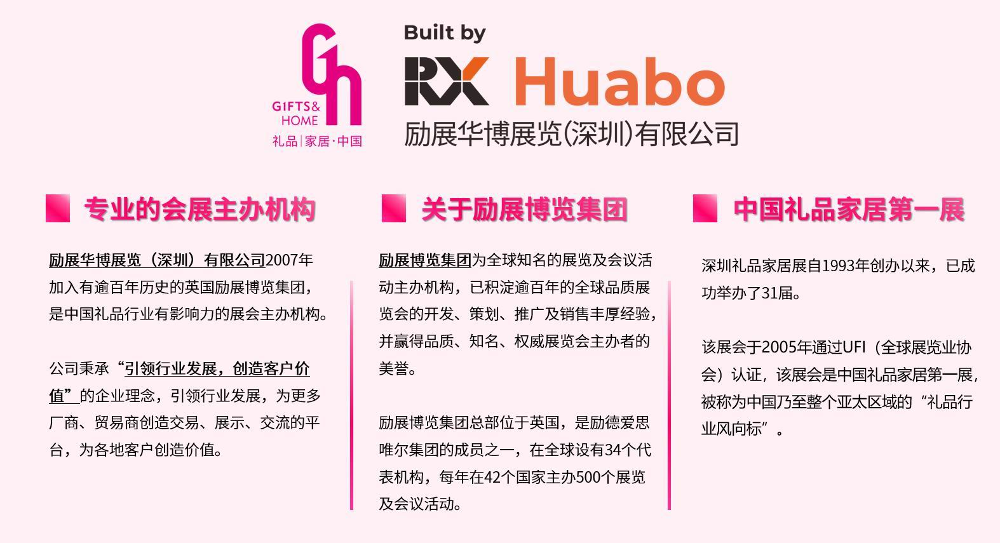 GIFTS&
HOME
礼品|家居·中国
Built by
RX Huabo
励展华博展览(深圳)有限公司
专业的会展主办机构
励展华博展览（深圳）有限公司2007年
加入有逾百年历史的英国励展博览集团，
是中国礼品行业有影响力的展会主办机构。
公司秉承“引领行业发展，创造客户价
值”的企业理念，引领行业发展，为更多
厂商、贸易商创造交易、展示、交流的平
台，为各地客户创造价值。
关于励展博览集团
励展博览集团为全球知名的展览及会议活
动主办机构，已积淀逾百年的全球品质展
览会的开发、策划、推广及销售丰厚经验，
并赢得品质、知名、权威展览会主办者的
美誉。
励展博览集团总部位于英国，是励德爱思
唯尔集团的成员之一，在全球设有34个代
表机构，每年在42个国家主办500个展览
及会议活动。
中国礼品家居第一展
深圳礼品家居展自1993年创办以来，已成
功举办了31届。
该展会于2005年通过UFI（全球展览业协
会）认证，该展会是中国礼品家居第一展，
被称为中国乃至整个亚太区域的“礼品行
业风向标”。